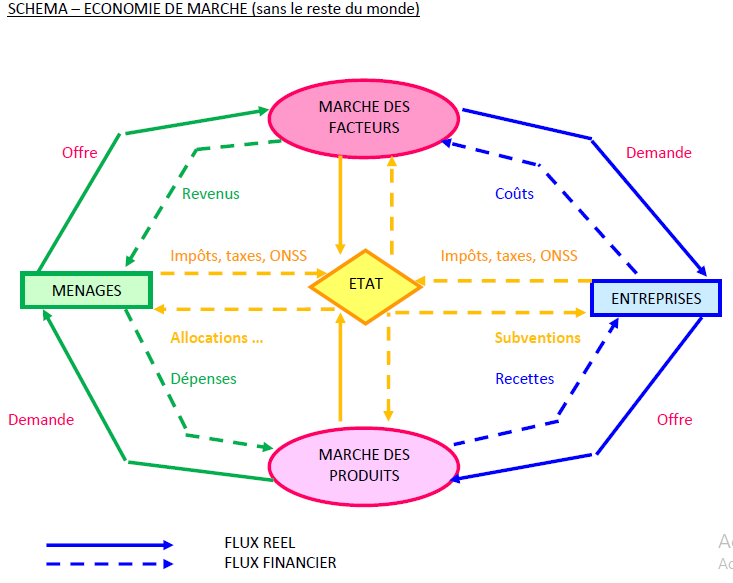 SCHEMA – ECONOMIE DE MARCHE (sans le reste du monde)
MARCHE DES
FACTEURS
Offre
Demande
Revenus
Coûts
Impôts, taxes, ONSS
Impôts, taxes, ONSS
MENAGES
ETAT
ENTREPRISES
Allocations ...
Subventions
Dépenses
Recettes
Demande
Offre
MARCHE DES
PRODUITS
FLUX REEL
FLUX FINANCIER